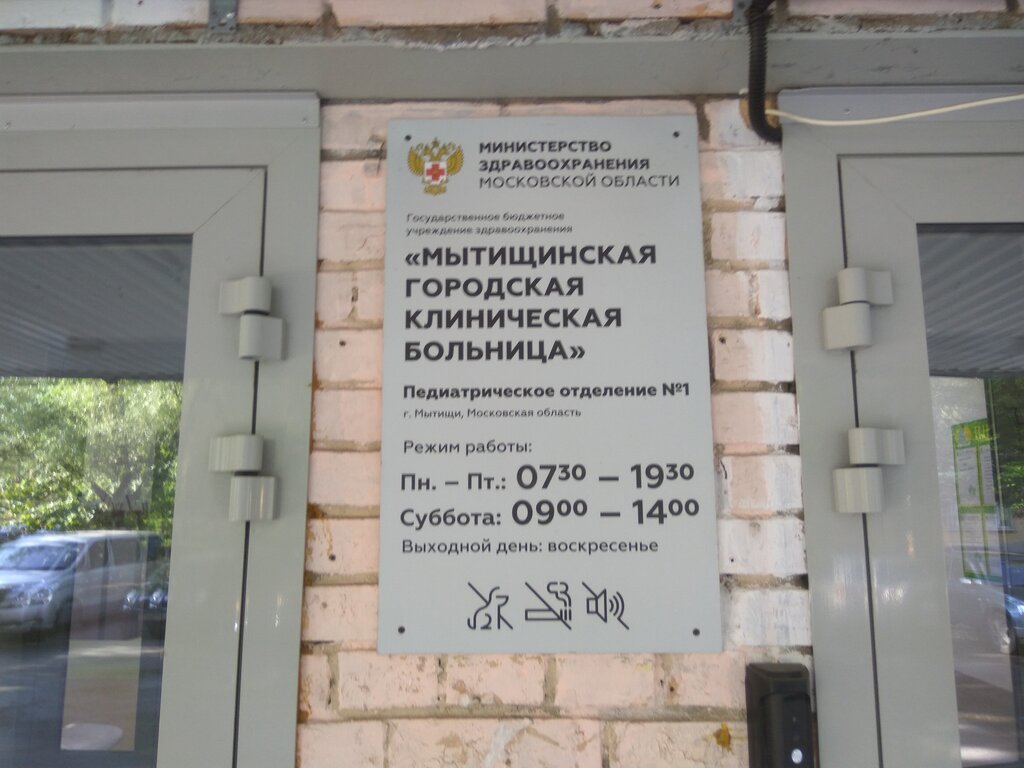 МИНИСТЕРСТВО
ЗДРАВООХРАНЕНИЯ
МОСКОВСКОЙ ОБЛАСТИ
Государственное бюджетное
учреждение здравоохранения
«МЫТИЩИНСКАЯ
ГОРОДСКАЯ
КЛИНИЧЕСКАЯ
БОЛЬНИЦА»
Педиатрическое отделение №1
г. Мытищи, Московская область
Режим работы:
Пн. – Пт.: 07³⁰ – 19³⁰
Суббота: 09⁰⁰ – 14⁰⁰
Выходной день: воскресенье